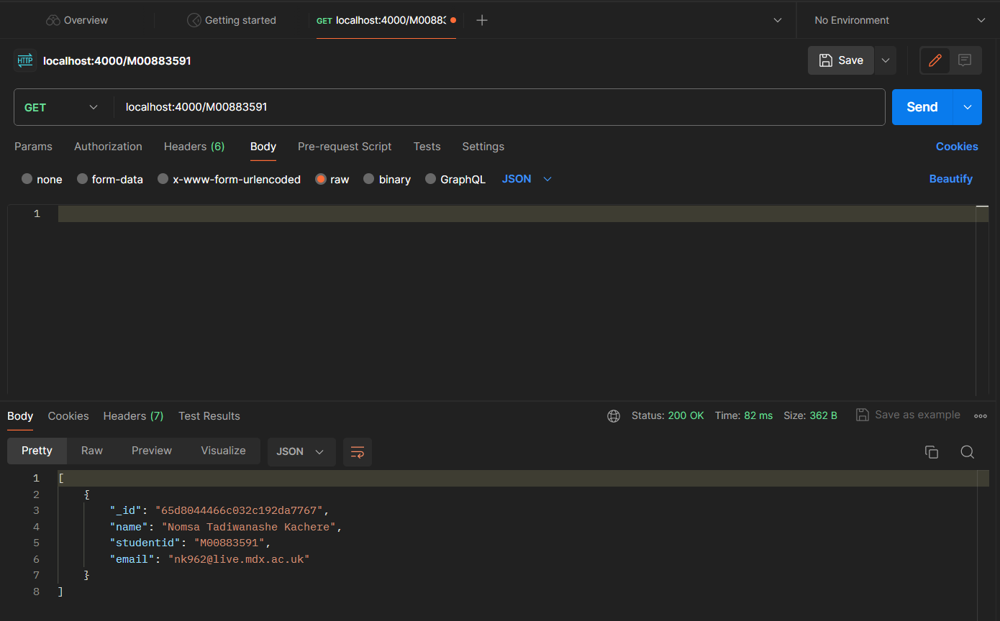 Overview Getting started GET localhost:4000/M00883 No Environment
HTTP localhost:4000/M00883591 Save
GET localhost:4000/M00883591 Send
Params Authorization Headers (6) Body Pre-request Script Tests Settings Cookies
none form-data x-www-form-urlencoded raw binary GraphQL JSON Beautify
1
Body Cookies Headers (7) Test Results Status: 200 OK Time: 82 ms Size: 362 B Save as example
Pretty Raw Preview Visualize JSON
1 [
2 {
3 "_id": "65d8044466c032c192da7767",
4 "name": "Nomsa Tadiwanashe Kachere",
5 "studentid": "M00883591",
6 "email": "nk962@live.mdx.ac.uk"
7 }
8 ]